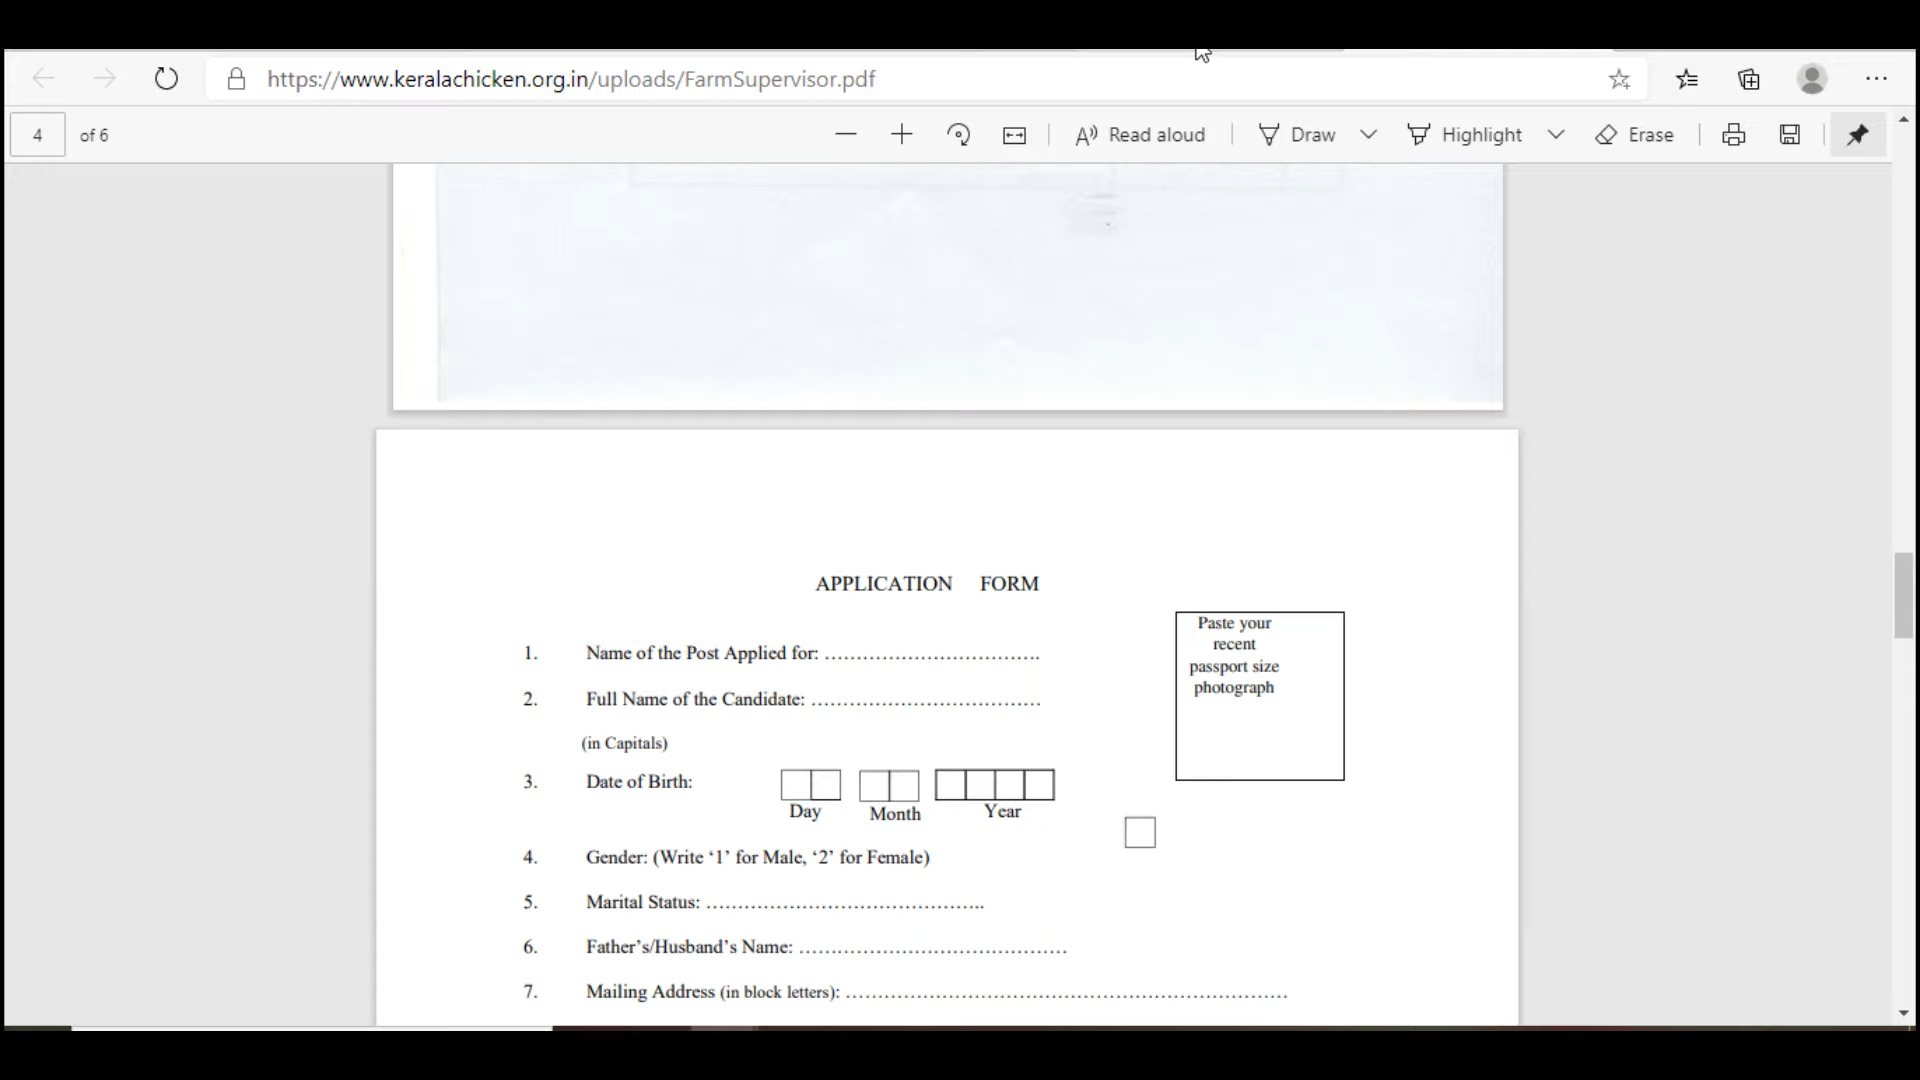 https://www.keralachicken.org.in/uploads/FarmSupervisor.pdf
4 of 6
Read aloud
Draw
Highlight
Erase
APPLICATION FORM
Paste your
recent
passport size
photograph
1. Name of the Post Applied for: …………………………….
2. Full Name of the Candidate: ………………………………
(in Capitals)
3. Date of Birth:
Day Month Year
4. Gender: (Write ‘1’ for Male, ‘2’ for Female)
5. Marital Status: ……………………………………..
6. Father’s/Husband’s Name: ……………………………………
7. Mailing Address (in block letters): ……………………………………………………………